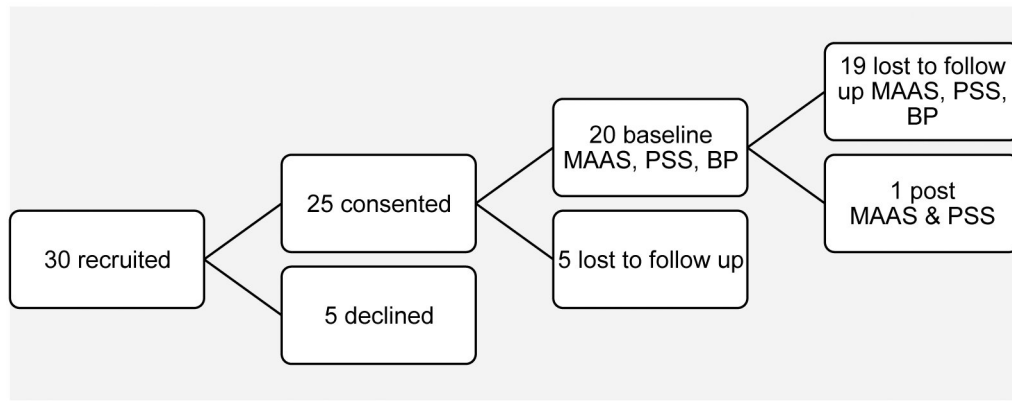 30 recruited
25 consented
5 declined
20 baseline
MAAS, PSS, BP
5 lost to follow up
19 lost to follow
up MAAS, PSS,
BP
1 post
MAAS & PSS